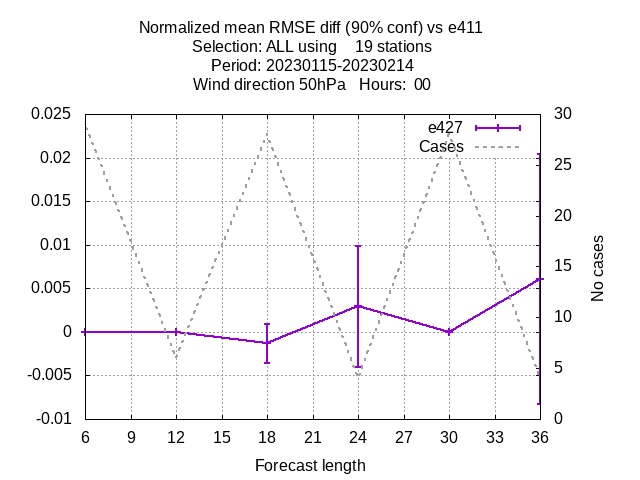 Normalized mean RMSE diff (90% conf) vs e411
Selection: ALL using    19 stations
Period: 20230115-20230214
Wind direction 50hPa   Hours:  00
0.025
0.02
0.015
0.01
0.005
0
-0.005
-0.01
30
25
20
15
10
5
0
e427
Cases
No cases
6 9 12 15 18 21 24 27 30 33 36
Forecast length